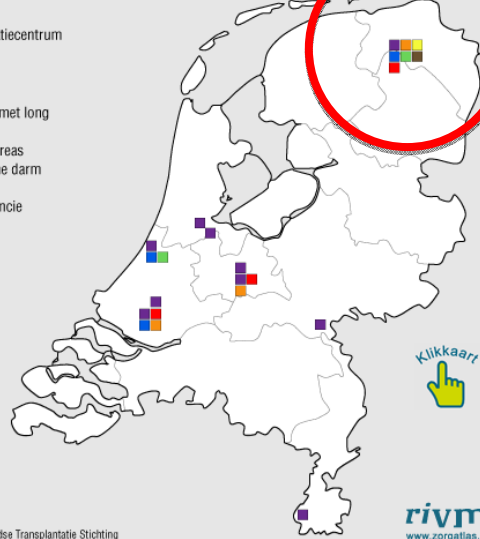 tiecentrum
met long
reas
e darm
ncie
Klikkaart
rivm
www.zorgatlas.
dse Transplantatie Stichting